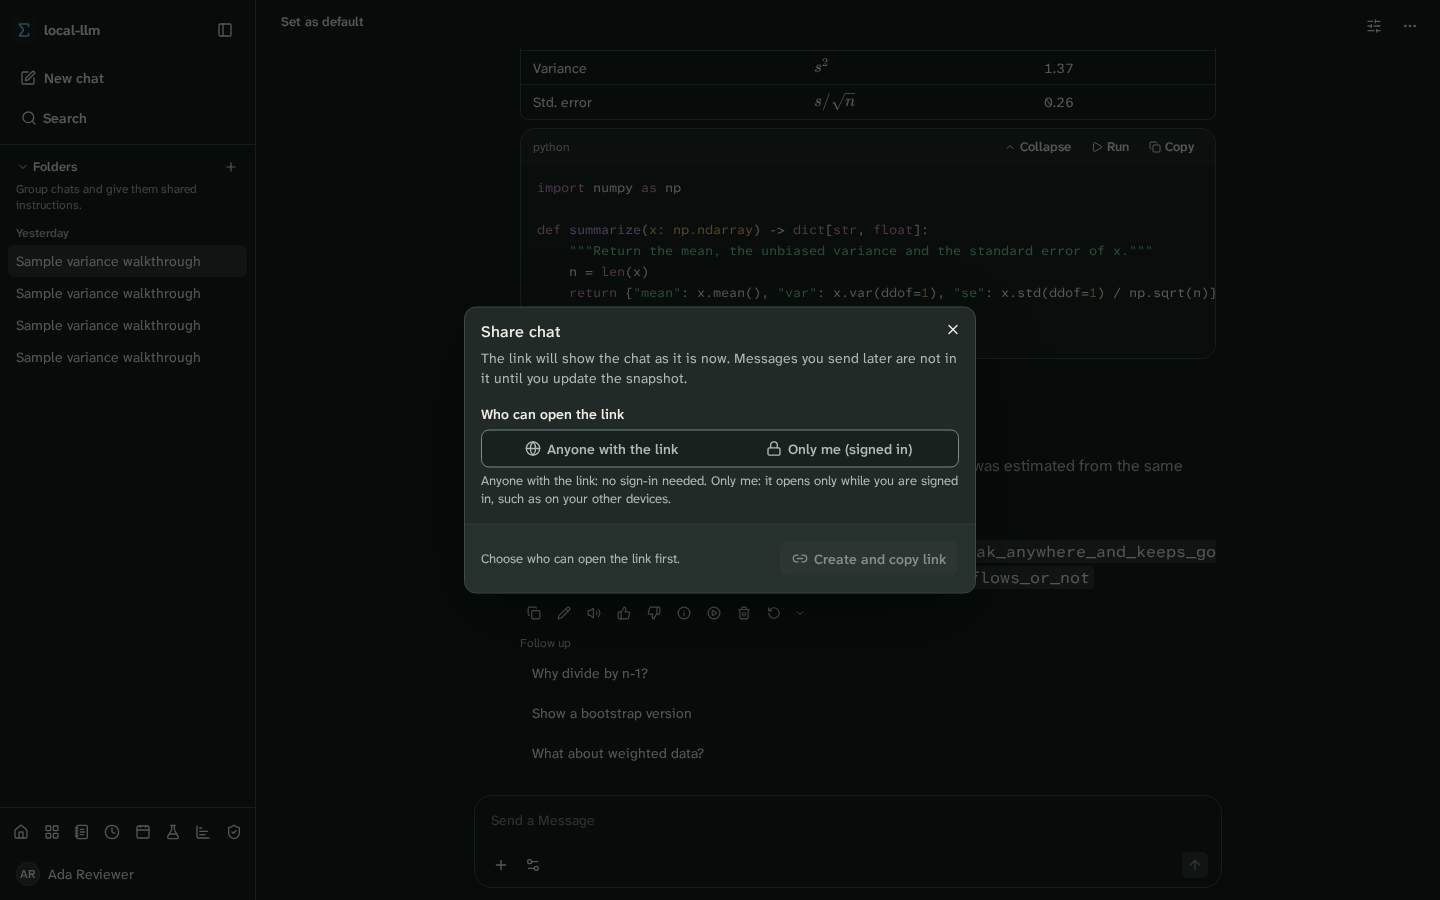 local-llm
New chat
Search
Folders
Group chats and give them shared
instructions.
Yesterday
Sample variance walkthrough
Sample variance walkthrough
Sample variance walkthrough
Sample variance walkthrough
AR
Ada Reviewer
Set as default
Variance s² 1.37
Std. error s/√n 0.26
python Collapse Run Copy
import numpy as np
def summarize(x: np.ndarray) -> dict[str, float]:
"""Return the mean, the unbiased variance and the standard error of x."""
n = len(x)
return {"mean": x.mean(), "var": x.var(ddof=1), "se": x.std(ddof=1) / np.sqrt(n)}
Share chat
The link will show the chat as it is now. Messages you send later are not in
it until you update the snapshot.
Who can open the link
Anyone with the link Only me (signed in)
Anyone with the link: no sign-in needed. Only me: it opens only while you are signed
in, such as on your other devices.
Choose who can open the link first. Create and copy link
was estimated from the same
ak_anywhere_and_keeps_go
flows_or_not
Follow up
Why divide by n-1?
Show a bootstrap version
What about weighted data?
Send a Message